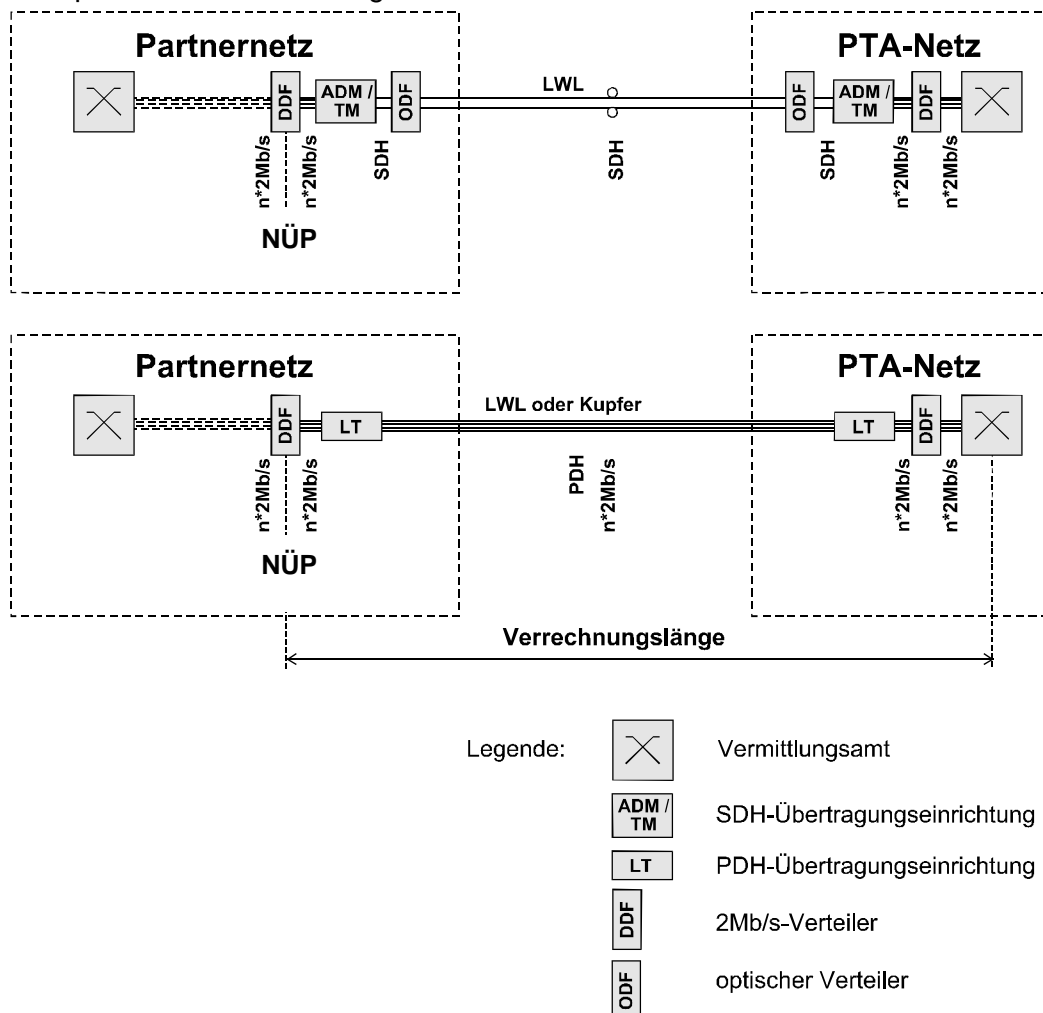 Partnernetz
PTA-Netz
DDF
ADM /
TM
ODF
LWL
ODF
ADM /
TM
DDF
n*2Mb/s
n*2Mb/s
SDH
SDH
SDH
n*2Mb/s
n*2Mb/s
NÜP
Partnernetz
PTA-Netz
DDF
LT
LWL oder Kupfer
LT
DDF
n*2Mb/s
n*2Mb/s
PDH
n*2Mb/s
n*2Mb/s
n*2Mb/s
NÜP
Verrechnungslänge
Legende:
Vermittlungsamt
ADM /
TM
SDH-Übertragungseinrichtung
LT
PDH-Übertragungseinrichtung
DDF
2Mb/s-Verteiler
ODF
optischer Verteiler